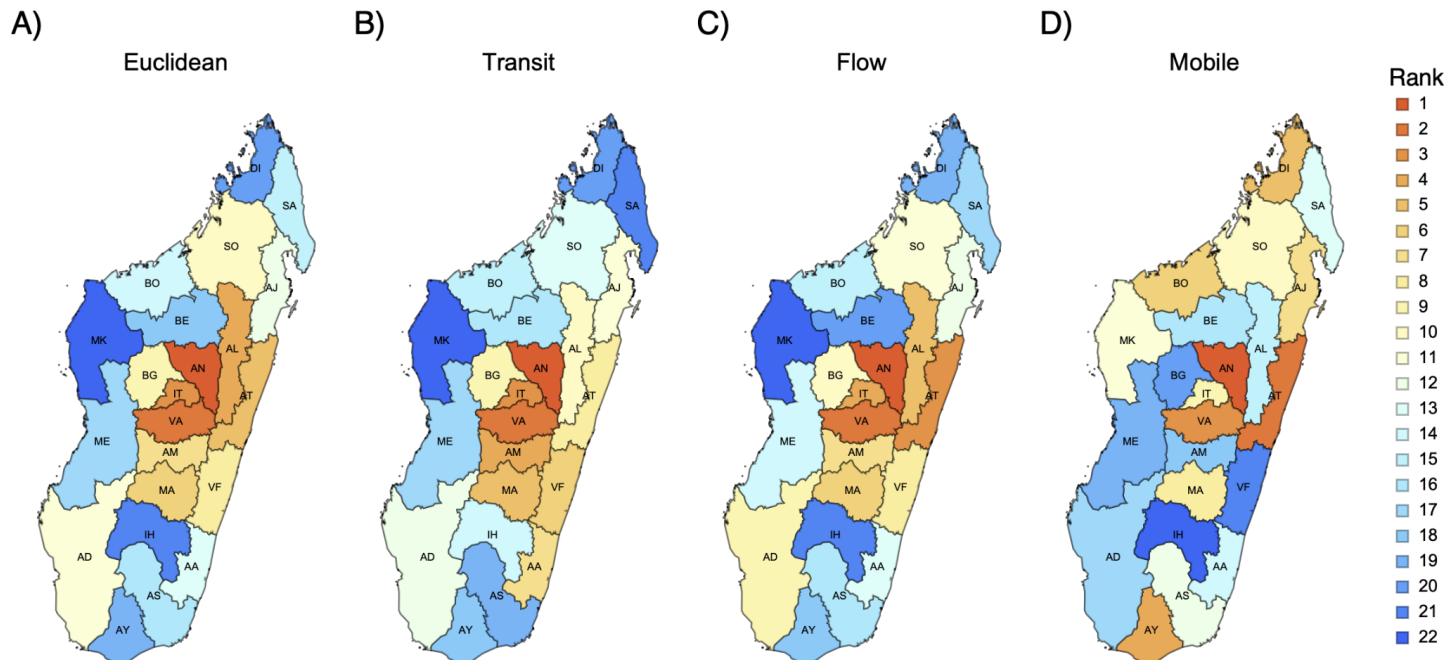 A)
B)
C)
D)
Euclidean
Transit
Flow
Mobile
Rank
1
2
3
4
5
6
7
8
9
10
11
12
13
14
15
16
17
18
19
20
21
22
DI
SA
SO
AJ
BO
BE
MK
AL
AN
BG
IT
AT
VA
ME
AM
MA
VF
IH
AD
AA
AS
AY
DI
SA
SO
AJ
BO
BE
MK
AL
AN
BG
IT
AT
VA
ME
AM
MA
VF
IH
AD
AA
AS
AY
DI
SA
SO
AJ
BO
BE
MK
AL
AN
BG
IT
AT
VA
ME
AM
MA
VF
IH
AD
AA
AS
AY
DI
SA
SO
AJ
BO
BE
MK
AL
AN
BG
IT
AT
VA
ME
AM
MA
VF
IH
AD
AA
AS
AY